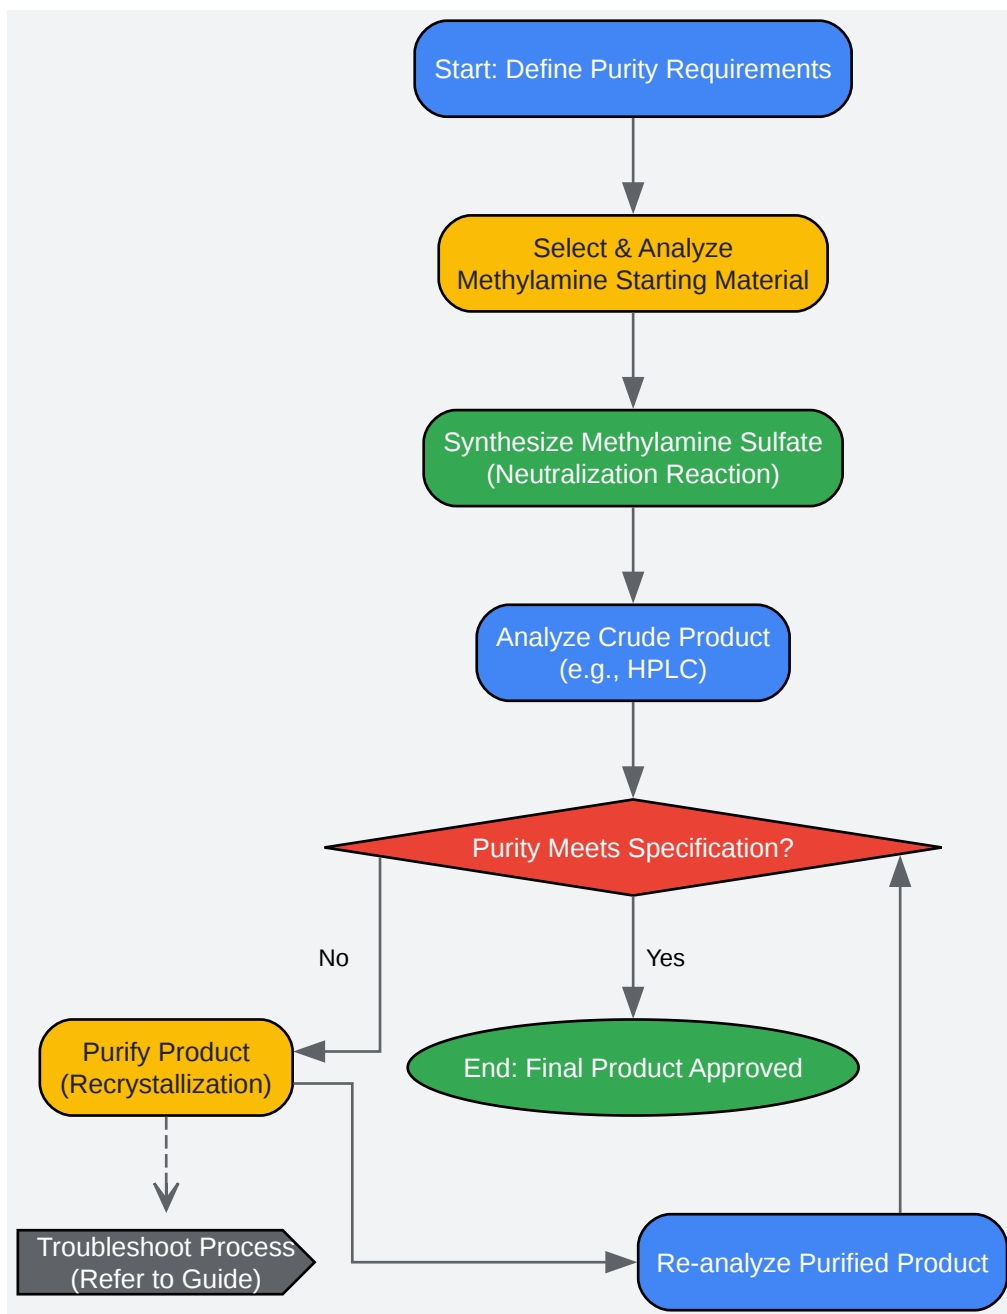 Start: Define Purity Requirements
Select & Analyze
Methylamine Starting Material
Synthesize Methylamine Sulfate
(Neutralization Reaction)
Analyze Crude Product
(e.g., HPLC)
Purity Meets Specification?
No
Yes
Purify Product
(Recrystallization)
End: Final Product Approved
Troubleshoot Process
(Refer to Guide)
Re-analyze Purified Product